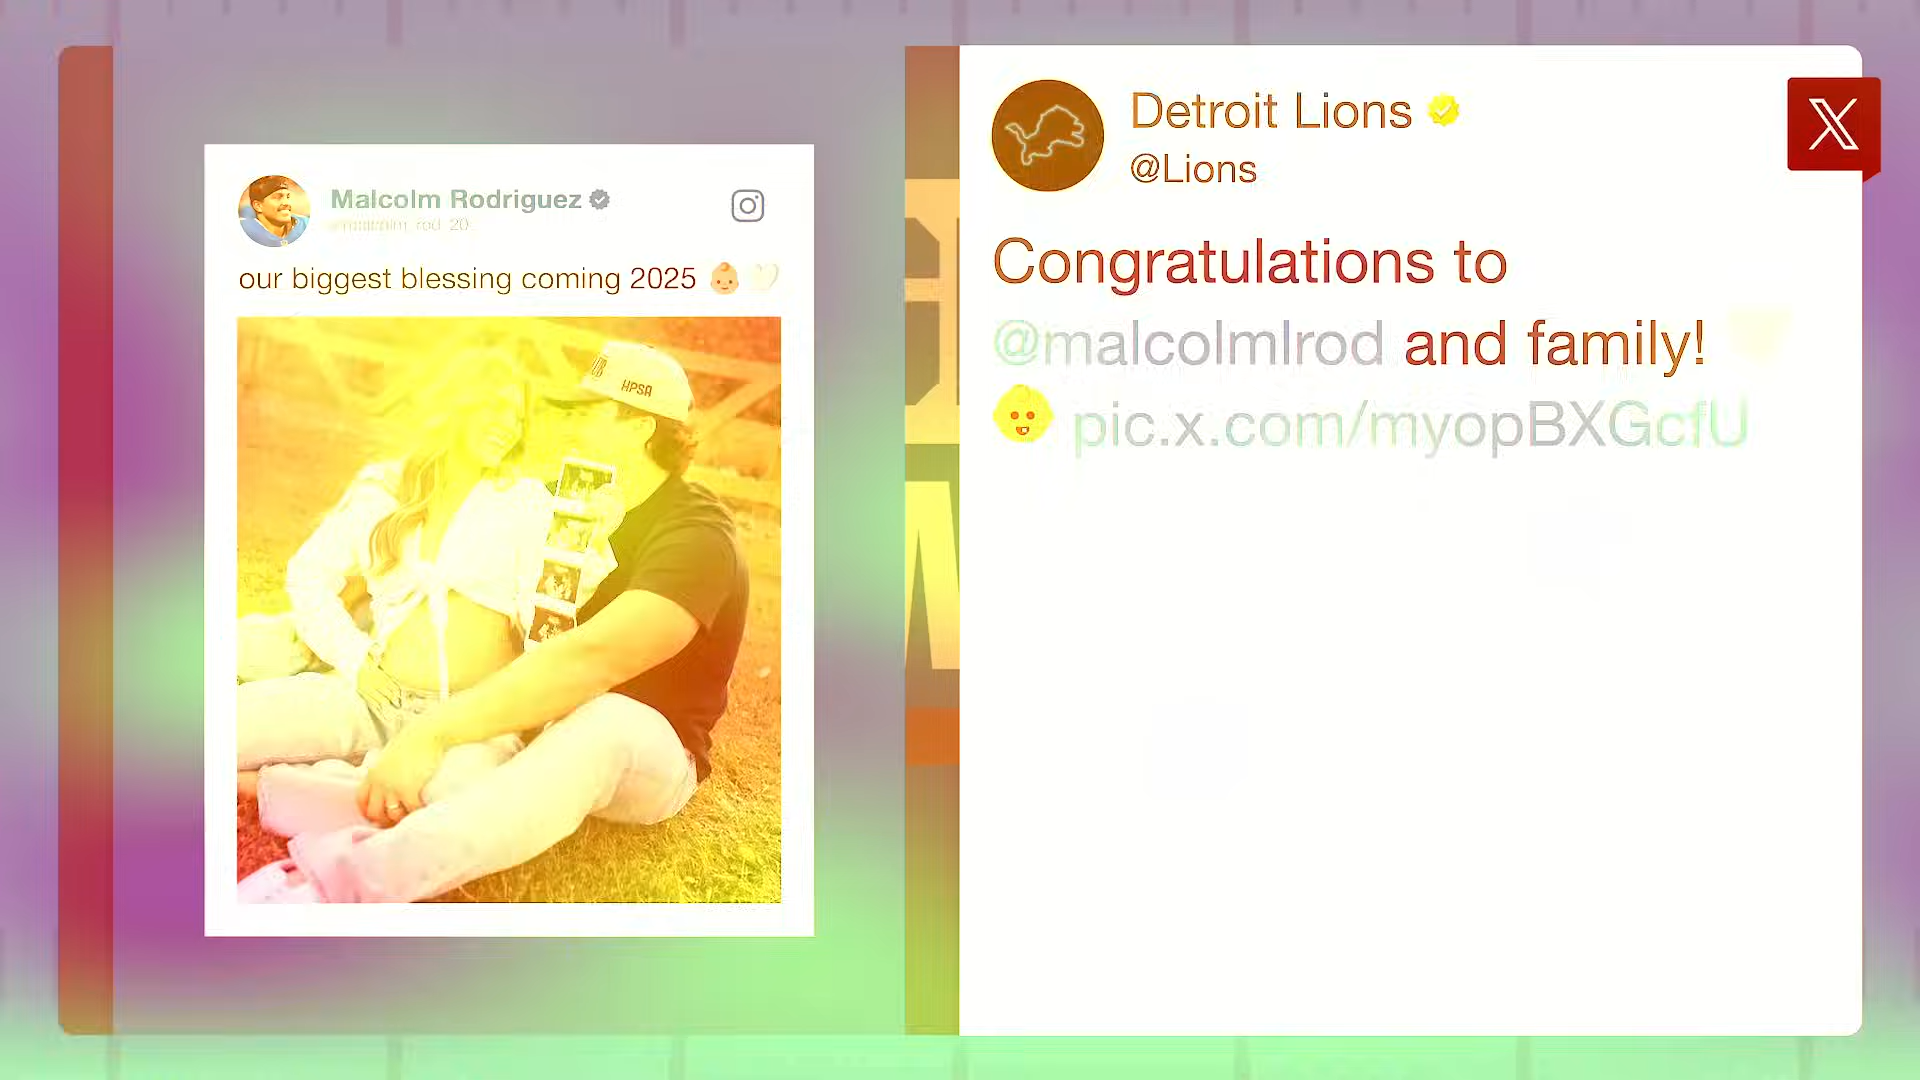 Malcolm Rodriguez
@malcolm_rod_20
our biggest blessing coming 2025
HPSA
Detroit Lions
@Lions
Congratulations to
@malcolmlrod and family!
pic.x.com/myopBXGcfU